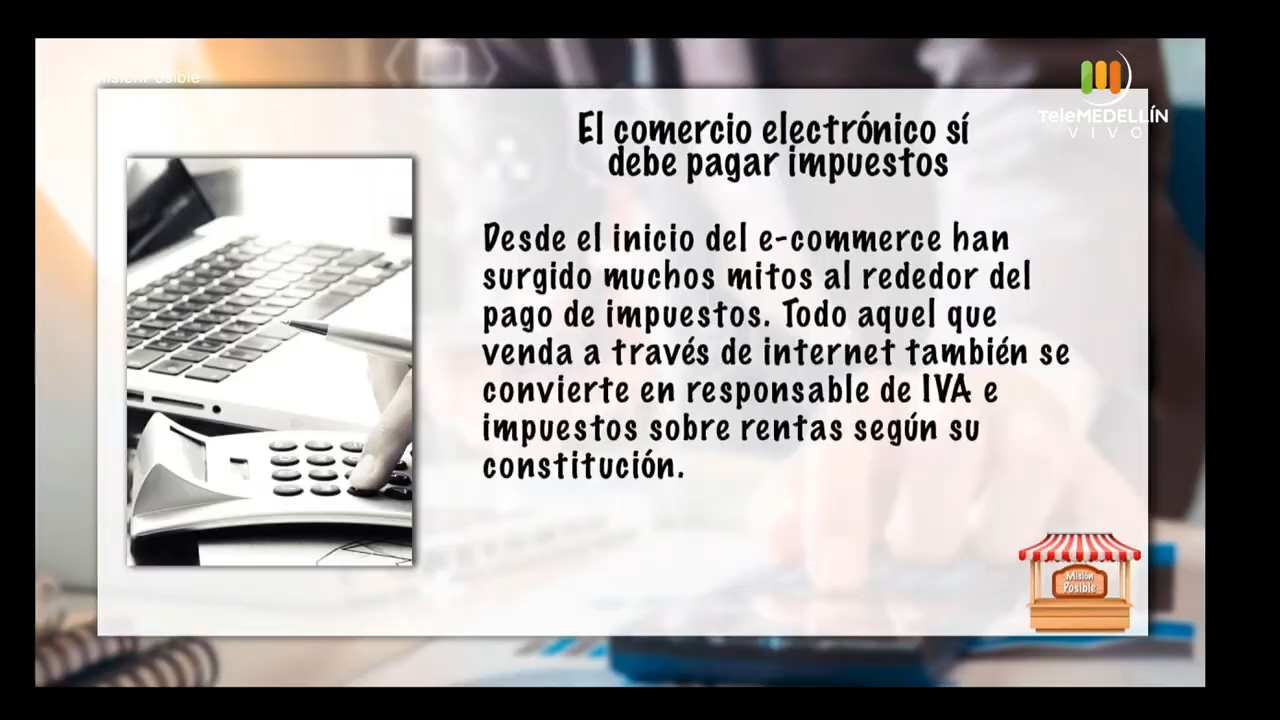 MisiónPosible
TeleMEDELLÍN
VIVO
El comercio electrónico sí
debe pagar impuestos
Desde el inicio del e-commerce han
surgido muchos mitos al rededor del
pago de impuestos. Todo aquel que
venda a través de internet también se
convierte en responsable de IVA e
impuestos sobre rentas según su
constitución.
Misión
Posible